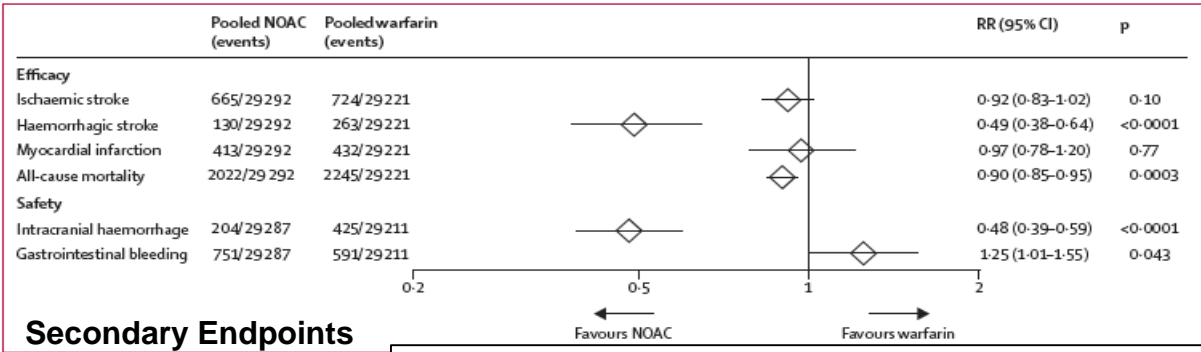 Pooled NOAC Pooled warfarin RR (95% CI) p
(events) (events)
Efficacy
Ischaemic stroke 665/29292 724/29221 0·92 (0·83–1·02) 0·10
Haemorrhagic stroke 130/29292 263/29221 0·49 (0·38–0·64) <0·0001
Myocardial infarction 413/29292 432/29221 0·97 (0·78–1·20) 0·77
All-cause mortality 2022/29292 2245/29221 0·90 (0·85–0·95) 0·0003
Safety
Intracranial haemorrhage 204/29287 425/29211 0·48 (0·39–0·59) <0·0001
Gastrointestinal bleeding 751/29287 591/29211 1·25 (1·01–1·55) 0·043
0·2 0·5 1 2
Favours NOAC Favours warfarin
Secondary Endpoints